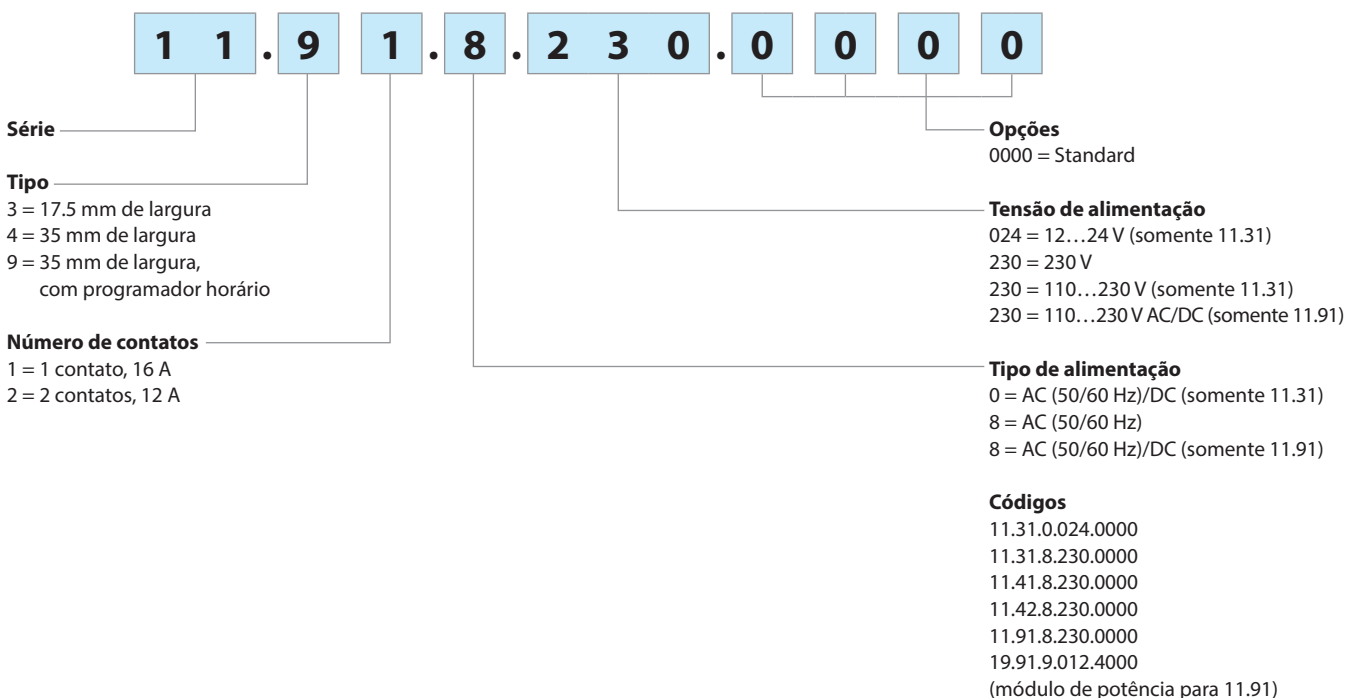 1 1 . 9 1 . 8 . 2 3 0 . 0 0 0 0
Série
Tipo
3 = 17.5 mm de largura
4 = 35 mm de largura
9 = 35 mm de largura,
com programador horário
Número de contatos
1 = 1 contato, 16 A
2 = 2 contatos, 12 A
Opções
0000 = Standard
Tensão de alimentação
024 = 12…24 V (somente 11.31)
230 = 230 V
230 = 110…230 V (somente 11.31)
230 = 110…230 V AC/DC (somente 11.91)
Tipo de alimentação
0 = AC (50/60 Hz)/DC (somente 11.31)
8 = AC (50/60 Hz)
8 = AC (50/60 Hz)/DC (somente 11.91)
Códigos
11.31.0.024.0000
11.31.8.230.0000
11.41.8.230.0000
11.42.8.230.0000
11.91.8.230.0000
19.91.9.012.4000
(módulo de potência para 11.91)